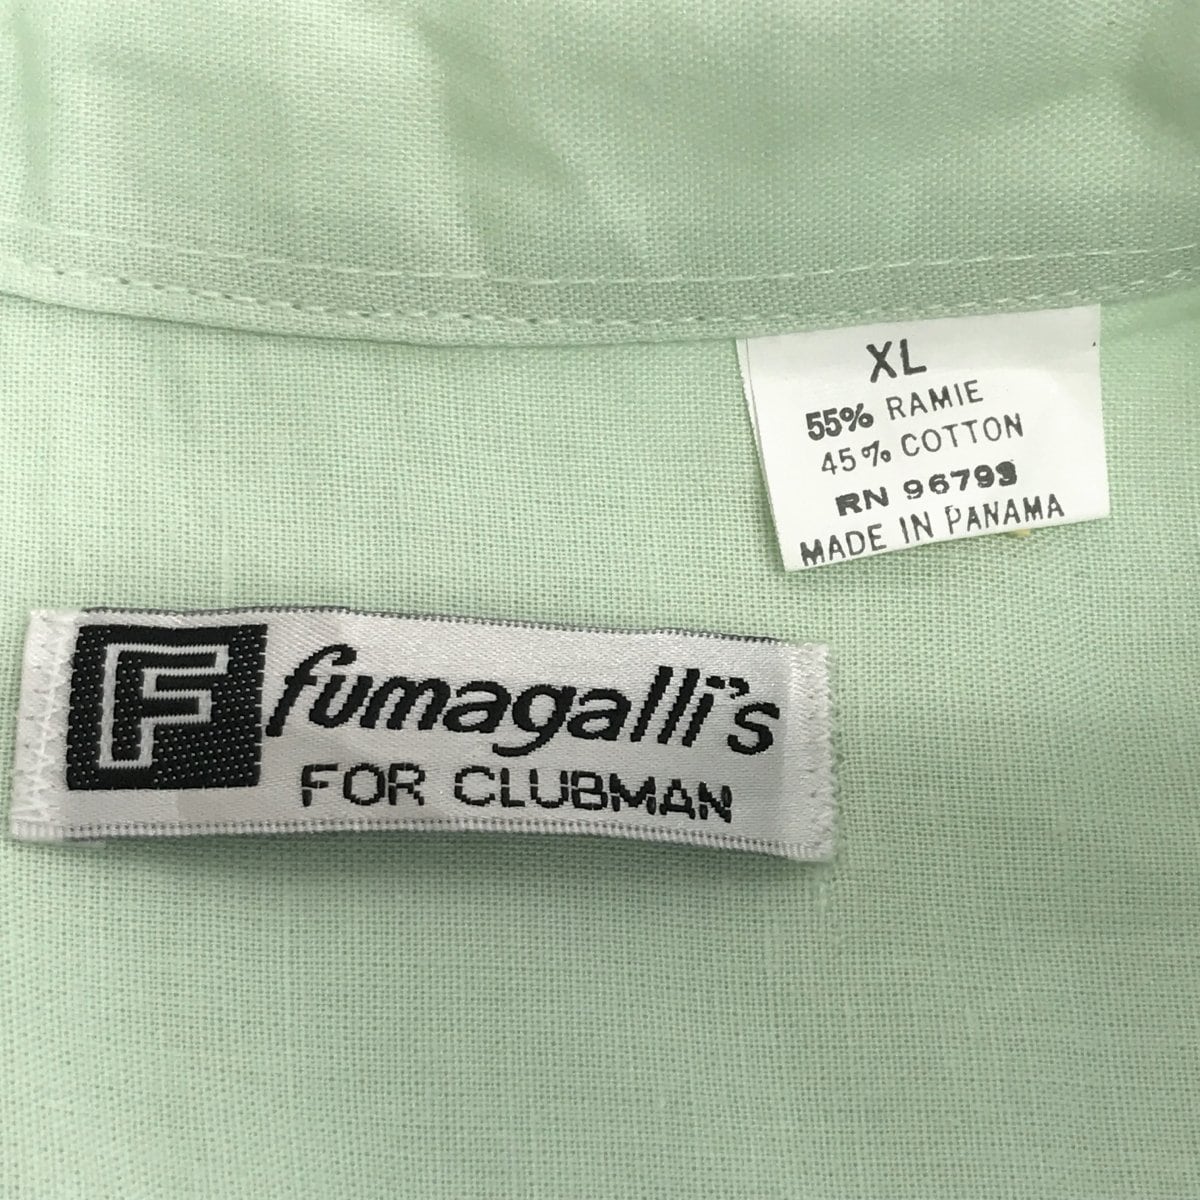 XL
55% RAMIE
45% COTTON
RN 96793
MADE IN PANAMA
F fumagalli's
FOR CLUBMAN